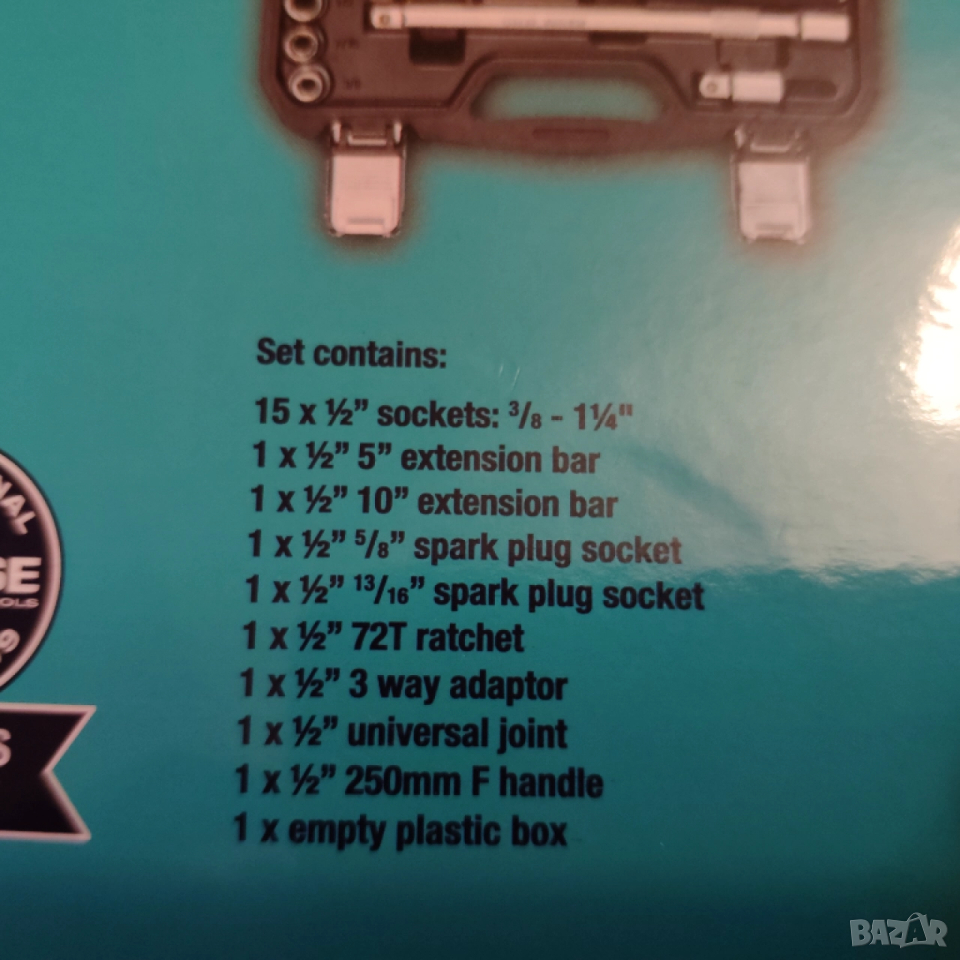 Set contains:
15 x ½” sockets: 3/8 - 1¼"
1 x ½” 5” extension bar
1 x ½” 10” extension bar
1 x ½” 5/8” spark plug socket
1 x ½” 13/16” spark plug socket
1 x ½” 72T ratchet
1 x ½” 3 way adaptor
1 x ½” universal joint
1 x ½” 250mm F handle
1 x empty plastic box
BAZAR